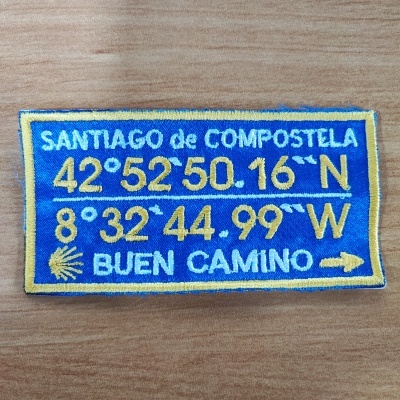 SANTIAGO de COMPOSTELA
42°52`50.16``N
8°32`44.99``W
BUEN CAMINO